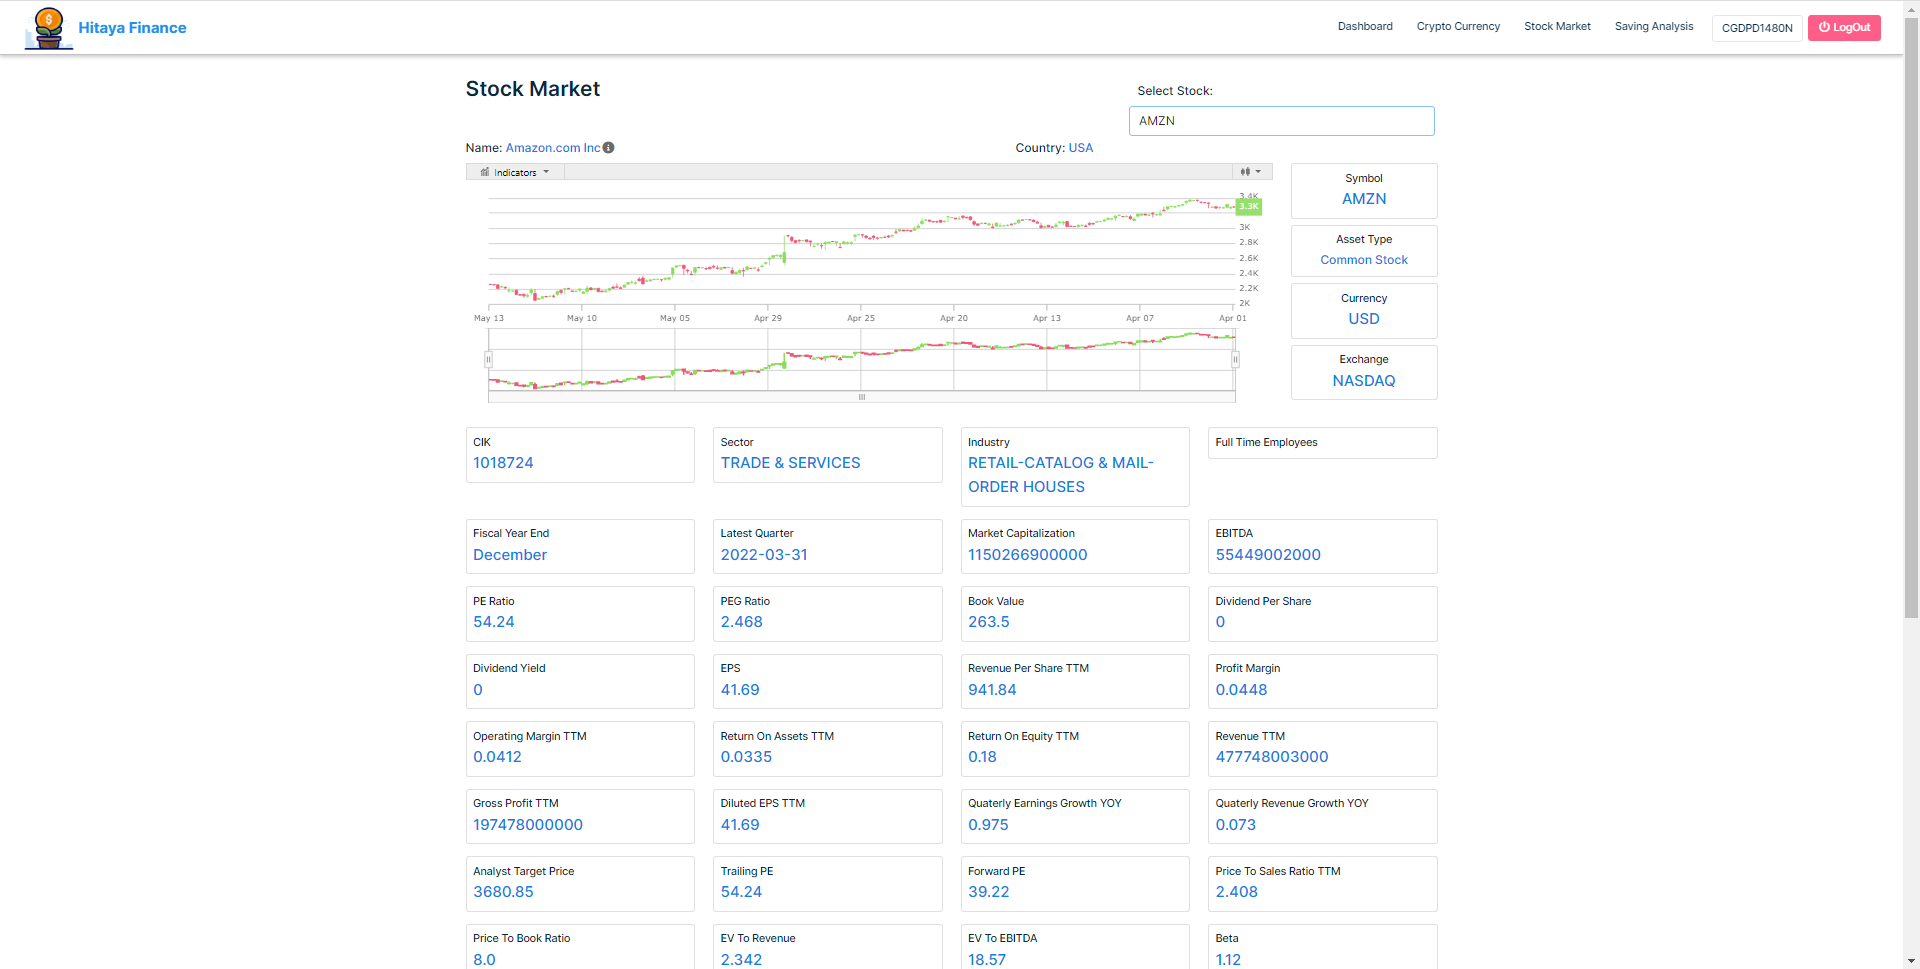 Hitaya Finance
Dashboard
Crypto Currency
Stock Market
Saving Analysis
CGDPD1480N
LogOut
Stock Market
Select Stock:
AMZN
Name: Amazon.com Inc
Country: USA
Indicators
3.4K
3.3K
3K
2.8K
2.6K
2.4K
2.2K
2K
May 13
May 10
May 05
Apr 29
Apr 25
Apr 20
Apr 13
Apr 07
Apr 01
Symbol
AMZN
Asset Type
Common Stock
Currency
USD
Exchange
NASDAQ
CIK
1018724
Sector
TRADE & SERVICES
Industry
RETAIL-CATALOG & MAIL-
ORDER HOUSES
Full Time Employees
Fiscal Year End
December
Latest Quarter
2022-03-31
Market Capitalization
1150266900000
EBITDA
55449002000
PE Ratio
54.24
PEG Ratio
2.468
Book Value
263.5
Dividend Per Share
0
Dividend Yield
0
EPS
41.69
Revenue Per Share TTM
941.84
Profit Margin
0.0448
Operating Margin TTM
0.0412
Return On Assets TTM
0.0335
Return On Equity TTM
0.18
Revenue TTM
477748003000
Gross Profit TTM
197478000000
Diluted EPS TTM
41.69
Quaterly Earnings Growth YOY
0.975
Quaterly Revenue Growth YOY
0.073
Analyst Target Price
3680.85
Trailing PE
54.24
Forward PE
39.22
Price To Sales Ratio TTM
2.408
Price To Book Ratio
8.0
EV To Revenue
2.342
EV To EBITDA
18.57
Beta
1.12